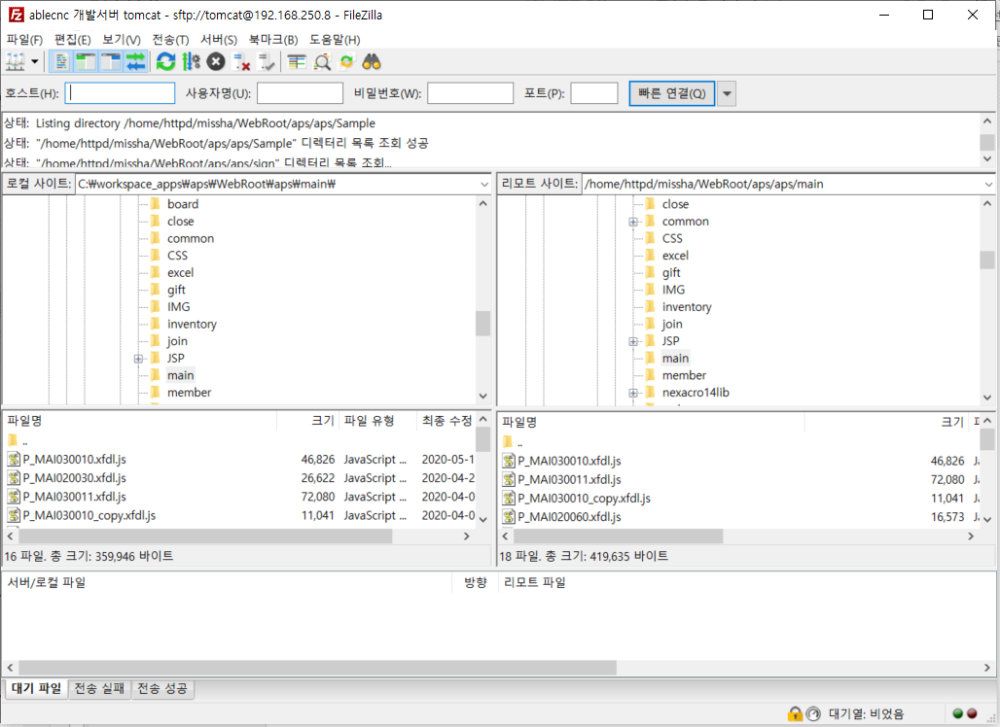 ablecnc 개발서버 tomcat - sftp://tomcat@192.168.250.8 - FileZilla
파일(F) 편집(E) 보기(V) 전송(T) 서버(S) 북마크(B) 도움말(H)
호스트(H): 사용자명(U): 비밀번호(W): 포트(P): 빠른 연결(Q)
상태: Listing directory /home/httpd/missha/WebRoot/aps/aps/Sample
상태: "/home/httpd/missha/WebRoot/aps/aps/Sample" 디렉터리 목록 조회 성공
상태: "/home/httpd/missha/WebRoot/aps/aps/sign" 디렉터리 목록 조회...
로컬 사이트: C:₩workspace_apps₩aps₩WebRoot₩aps₩main₩
board
close
common
CSS
excel
gift
IMG
inventory
join
JSP
main
member
리모트 사이트: /home/httpd/missha/WebRoot/aps/aps/main
close
common
CSS
excel
gift
IMG
inventory
join
JSP
main
member
nexacro14lib
파일명 크기 파일 유형 최종 수정
..
P_MAI030010.xfdl.js 46,826 JavaScript ... 2020-05-1
P_MAI020030.xfdl.js 26,622 JavaScript ... 2020-04-2
P_MAI030011.xfdl.js 72,080 JavaScript ... 2020-04-0
P_MAI030010_copy.xfdl.js 11,041 JavaScript ... 2020-04-0
16 파일. 총 크기: 359,946 바이트
파일명 크기
..
P_MAI030010.xfdl.js 46,826
P_MAI030011.xfdl.js 72,080
P_MAI030010_copy.xfdl.js 11,041
P_MAI020060.xfdl.js 16,573
18 파일. 총 크기: 419,635 바이트
서버/로컬 파일 방향 리모트 파일
대기 파일 전송 실패 전송 성공
대기열: 비었음